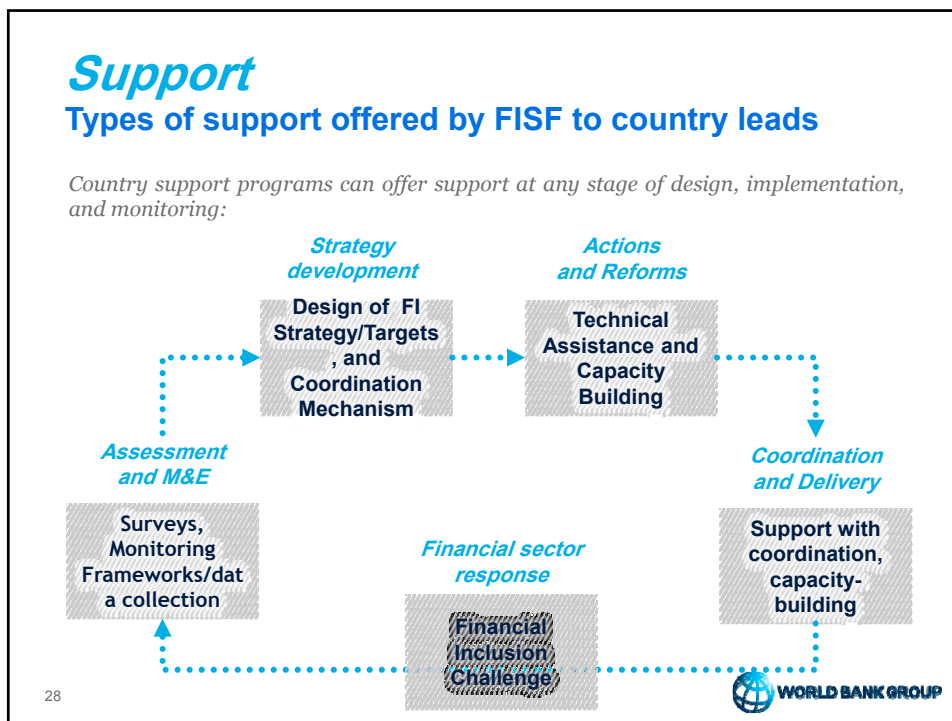 Support
Types of support offered by FISF to country leads
Country support programs can offer support at any stage of design, implementation,
and monitoring:
Strategy
development
Design of FI
Strategy/Targets
, and
Coordination
Mechanism
Actions
and Reforms
Technical
Assistance and
Capacity
Building
Coordination
and Delivery
Support with
coordination,
capacity-
building
Financial sector
response
Financial
Inclusion
Challenge
Assessment
and M&E
Surveys,
Monitoring
Frameworks/dat
a collection
28
WORLD BANK GROUP